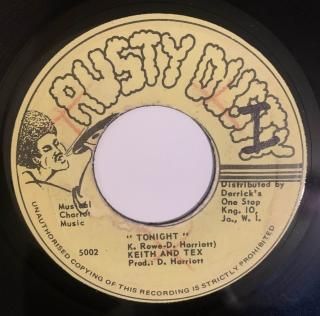 RUSTY
I
Musical
Chariot
Music
Distributed by
Derrick's
One Stop
Kng. 10,
Ja., W. I.
5002
" TONIGHT "
K. Rowe-D. Harriott)
KEITH AND TEX
Prod.: D. Harriott
UNAUTHORISED COPYING OF THIS RECORDING IS STRICTLY PROHIBITED